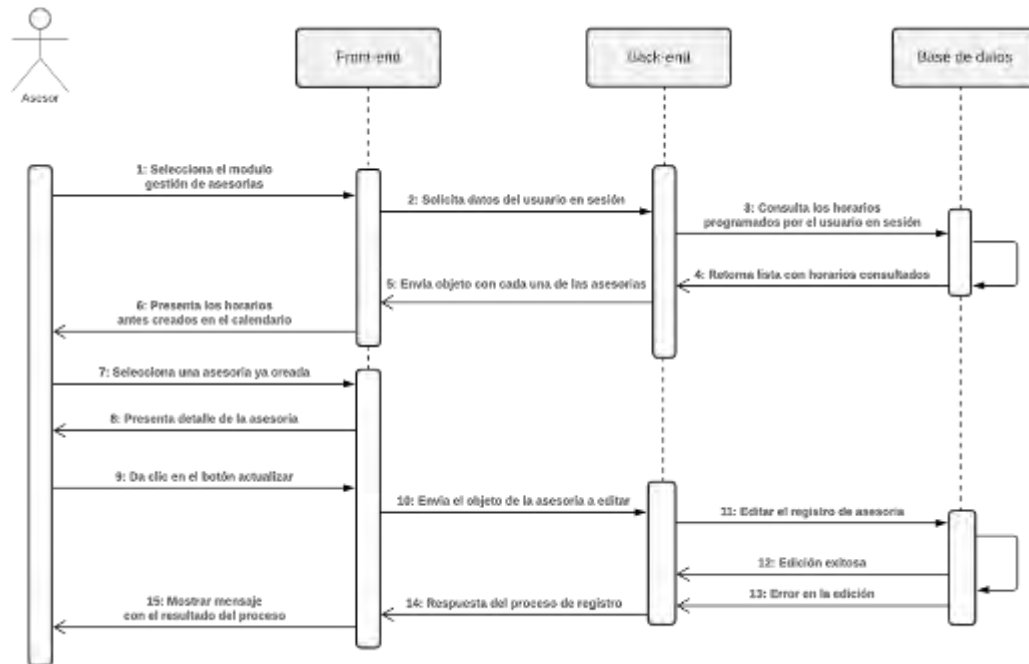 Asesor
Front-end
Back-end
Base de datos
1: Selecciona el modulo
gestión de asesorias
2: Solicita datos del usuario en sesión
3: Consulta los horarios
programados por el usuario en sesión
4: Retorna lista con horarios consultados
5: Envía objeto con cada una de las asesorias
6: Presenta los horarios
antes creados en el calendario
7: Selecciona una asesoria ya creada
8: Presenta detalle de la asesoria
9: Da clic en el botón actualizar
10: Envia el objeto de la asesoria a editar
11: Editar el registro de asesoria
12: Edición exitosa
13: Error en la edición
14: Respuesta del proceso de registro
15: Mostrar mensaje
con el resultado del proceso